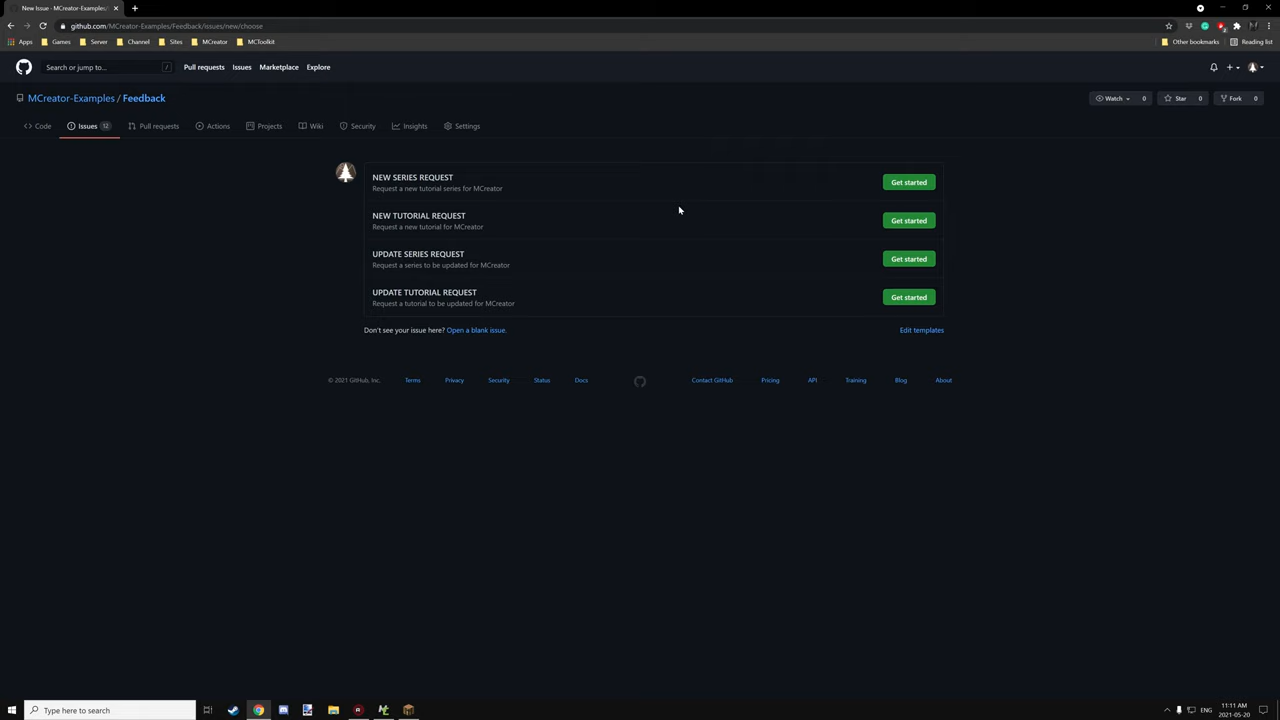 New Issue · MCreator-Examples/
github.com/MCreator-Examples/Feedback/issues/new/choose
Apps Games Server Channel Sites MCreator MCToolkit Other bookmarks Reading list
Search or jump to... / Pull requests Issues Marketplace Explore
MCreator-Examples / Feedback Watch 0 Star 0 Fork 0
Code Issues 12 Pull requests Actions Projects Wiki Security Insights Settings
NEW SERIES REQUEST
Request a new tutorial series for MCreator
Get started
NEW TUTORIAL REQUEST
Request a new tutorial for MCreator
Get started
UPDATE SERIES REQUEST
Request a series to be updated for MCreator
Get started
UPDATE TUTORIAL REQUEST
Request a tutorial to be updated for MCreator
Get started
Don't see your issue here? Open a blank issue. Edit templates
© 2021 GitHub, Inc. Terms Privacy Security Status Docs Contact GitHub Pricing API Training Blog About
Type here to search ENG 11:11 AM
2021-05-20